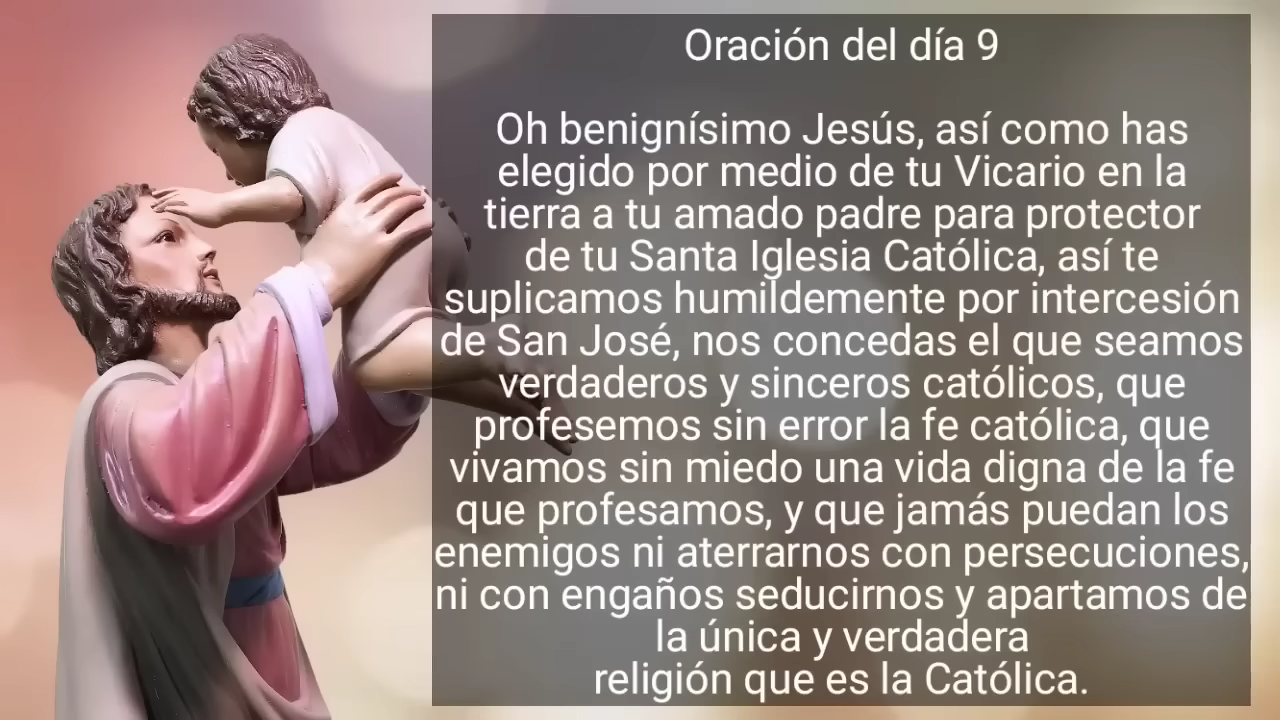 Oración del día 9
Oh benignísimo Jesús, así como has
elegido por medio de tu Vicario en la
tierra a tu amado padre para protector
de tu Santa Iglesia Católica, así te
suplicamos humildemente por intercesión
de San José, nos concedas el que seamos
verdaderos y sinceros católicos, que
profesemos sin error la fe católica, que
vivamos sin miedo una vida digna de la fe
que profesamos, y que jamás puedan los
enemigos ni aterrarnos con persecuciones,
ni con engaños seducirnos y apartamos de
la única y verdadera
religión que es la Católica.